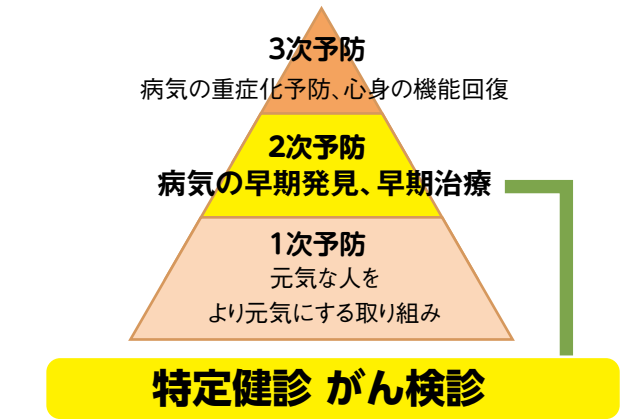 3次予防
病気の重症化予防、心身の機能回復
2次予防
病気の早期発見、早期治療
1次予防
元気な人を
より元気にする取り組み
特定健診 がん検診